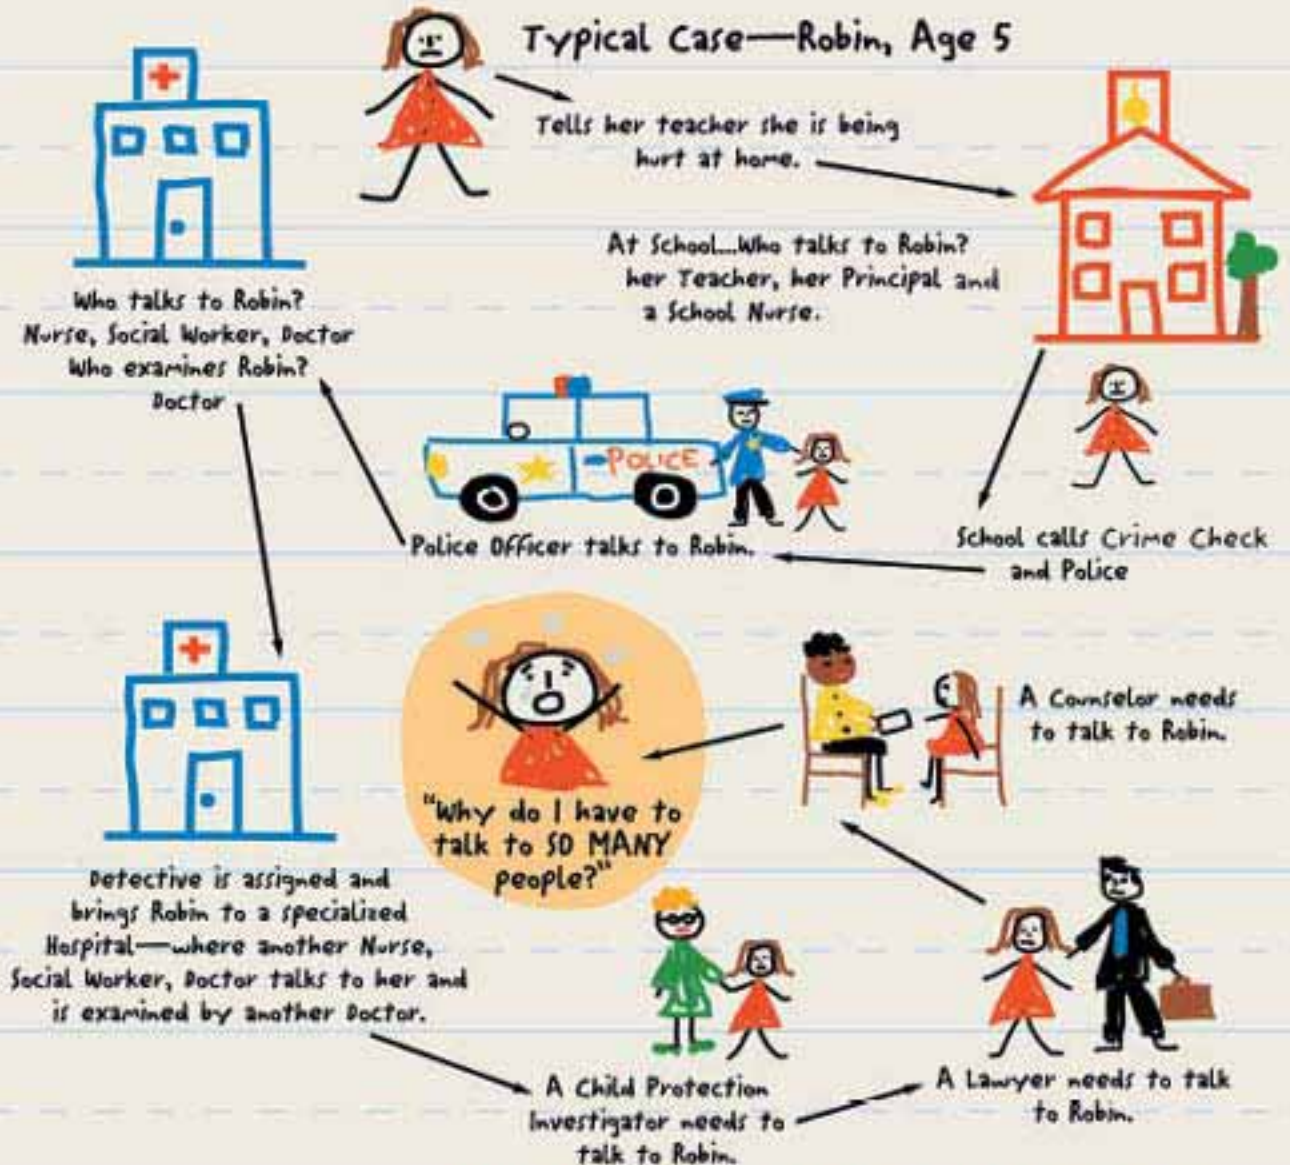 Typical Case—Robin, Age 5
Tells her teacher she is being
hurt at home.
At School...Who talks to Robin?
her Teacher, her Principal and
a School Nurse.
School calls Crime Check
and Police
POLICE
Police Officer talks to Robin.
Who talks to Robin?
Nurse, Social Worker, Doctor
Who examines Robin?
Doctor
Detective is assigned and
brings Robin to a specialized
Hospital—where another Nurse,
Social Worker, Doctor talks to her and
is examined by another Doctor.
A Child Protection
Investigator needs to
talk to Robin.
A Lawyer needs to talk
to Robin.
A Counselor needs
to talk to Robin.
"Why do I have to
talk to SO MANY
people?"